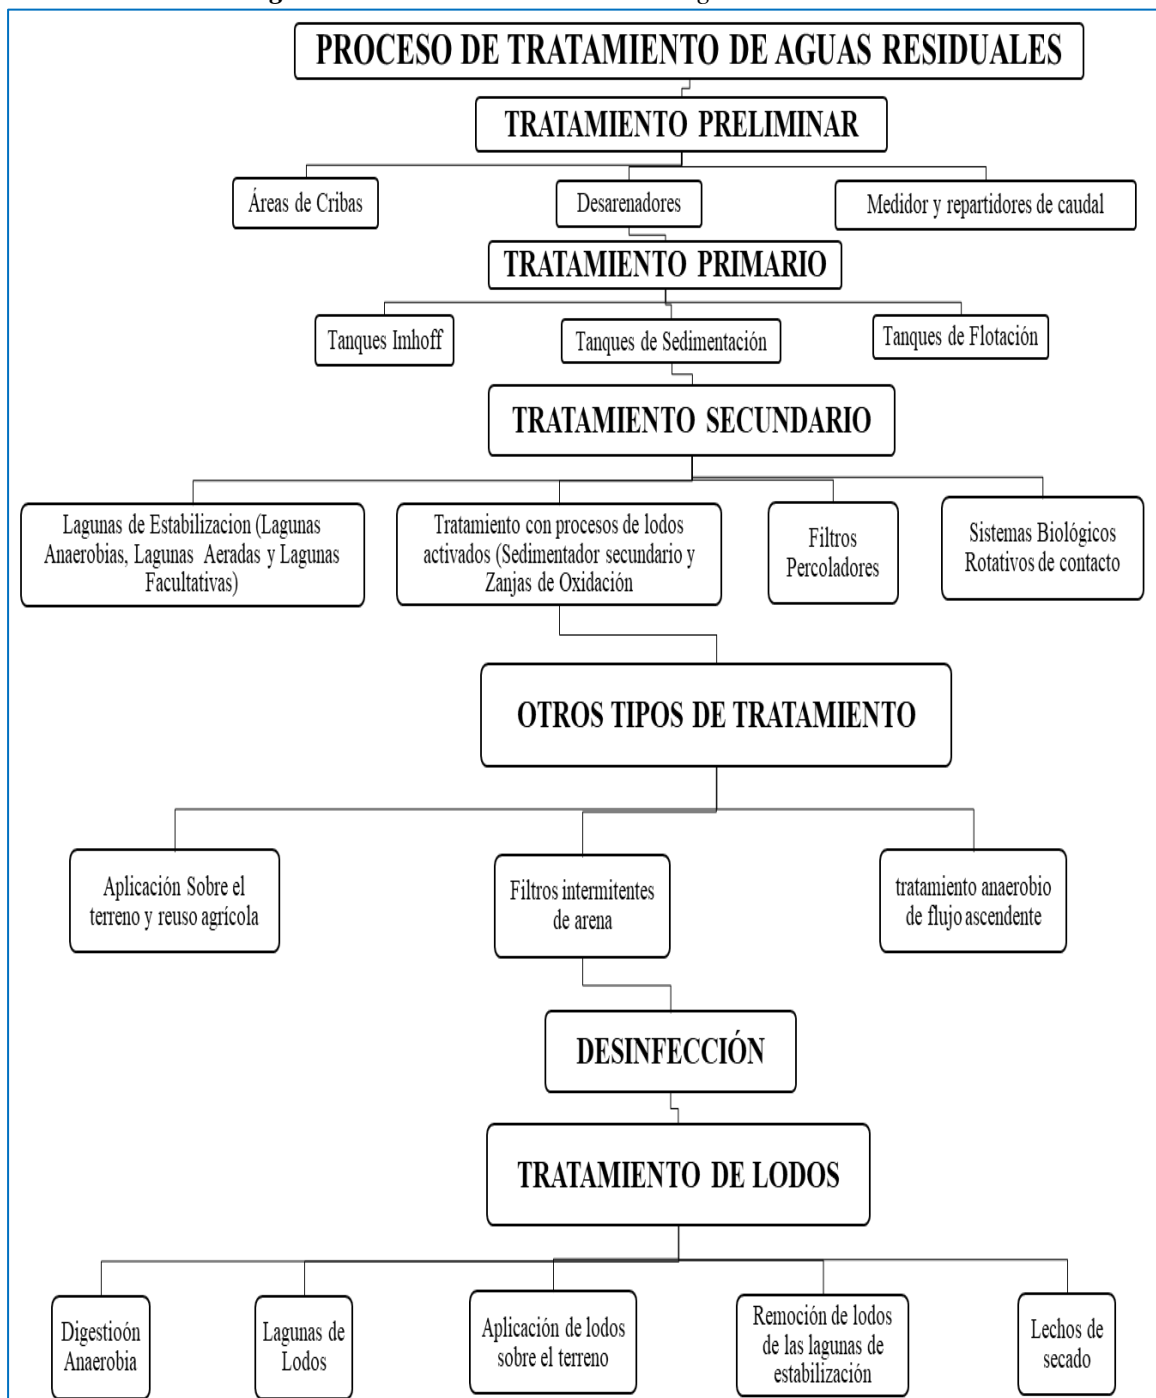 PROCESO DE TRATAMIENTO DE AGUAS RESIDUALES
TRATAMIENTO PRELIMINAR
Áreas de Cribas
Desarenadores
Medidor y repartidores de caudal
TRATAMIENTO PRIMARIO
Tanques Imhoff
Tanques de Sedimentación
Tanques de Flotación
TRATAMIENTO SECUNDARIO
Lagunas de Estabilizacion (Lagunas
Anaerobias, Lagunas Aeradas y Lagunas
Facultativas)
Tratamiento con procesos de lodos
activados (Sedimentador secundario y
Zanjas de Oxidación
Filtros
Percoladores
Sistemas Biológicos
Rotativos de contacto
OTROS TIPOS DE TRATAMIENTO
Aplicación Sobre el
terreno y reuso agrícola
Filtros intermitentes
de arena
tratamiento anaerobio
de flujo ascendente
DESINFECCIÓN
TRATAMIENTO DE LODOS
Digestioón
Anaerobia
Lagunas de
Lodos
Aplicación de lodos
sobre el terreno
Remoción de lodos
de las lagunas de
estabilización
Lechos de
secado